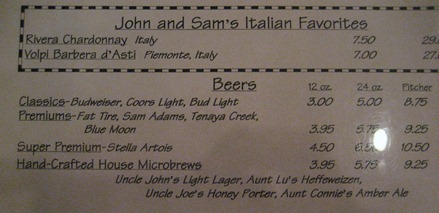 John and Sam's Italian Favorites
Rivera Chardonnay Italy 7.50 29.
Volpi Barbera d'Asti Piemonte, Italy 7.00 27.
Beers 12 oz. 24 oz. Pitcher
Classics-Budweiser, Coors Light, Bud Light 3.00 5.00 8.75
Premiums-Fat Tire, Sam Adams, Tenaya Creek,
Blue Moon 3.95 5.75 9.25
Super Premium-Stella Artois 4.50 10.50
Hand-Crafted House Microbrews 3.95 5.75 9.25
Uncle John's Light Lager, Aunt Lu's Heffeweizen,
Uncle Joe's Honey Porter, Aunt Connie's Amber Ale